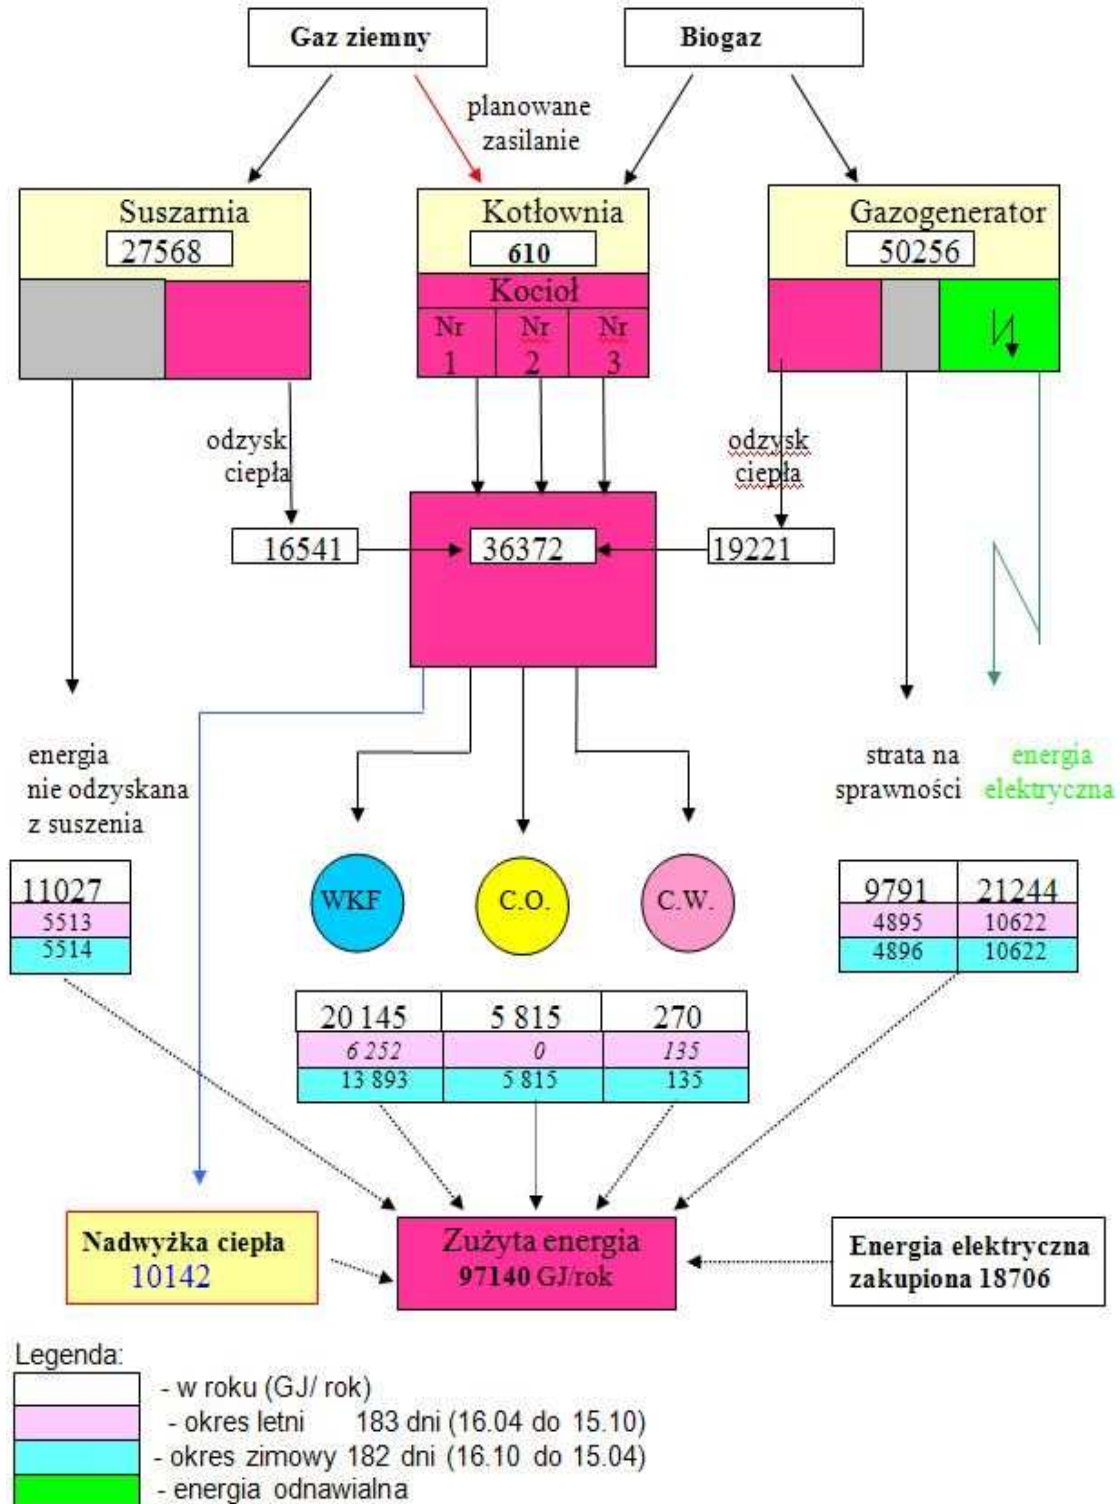 Gaz ziemny
Biogaz
planowane
zasilanie
Suszarnia
27568
Kotłownia
610
Kocioł
Nr
1
Nr
2
Nr
3
Gazogenerator
50256
odzysk
ciepła
odzysk
ciepła
16541
36372
19221
energia
nie odzyskana
z suszenia
strata na
sprawności
energia
elektryczna
WKF
C.O.
C.W.
11027
5513
5514
9791 21244
4895 10622
4896 10622
20 145 5 815 270
6 252 0 135
13 893 5 815 135
Nadwyżka ciepła
10142
Zużyta energia
97140 GJ/rok
Energia elektryczna
zakupiona 18706
Legenda:
- w roku (GJ/ rok)
- okres letni 183 dni (16.04 do 15.10)
- okres zimowy 182 dni (16.10 do 15.04)
- energia odnawialna